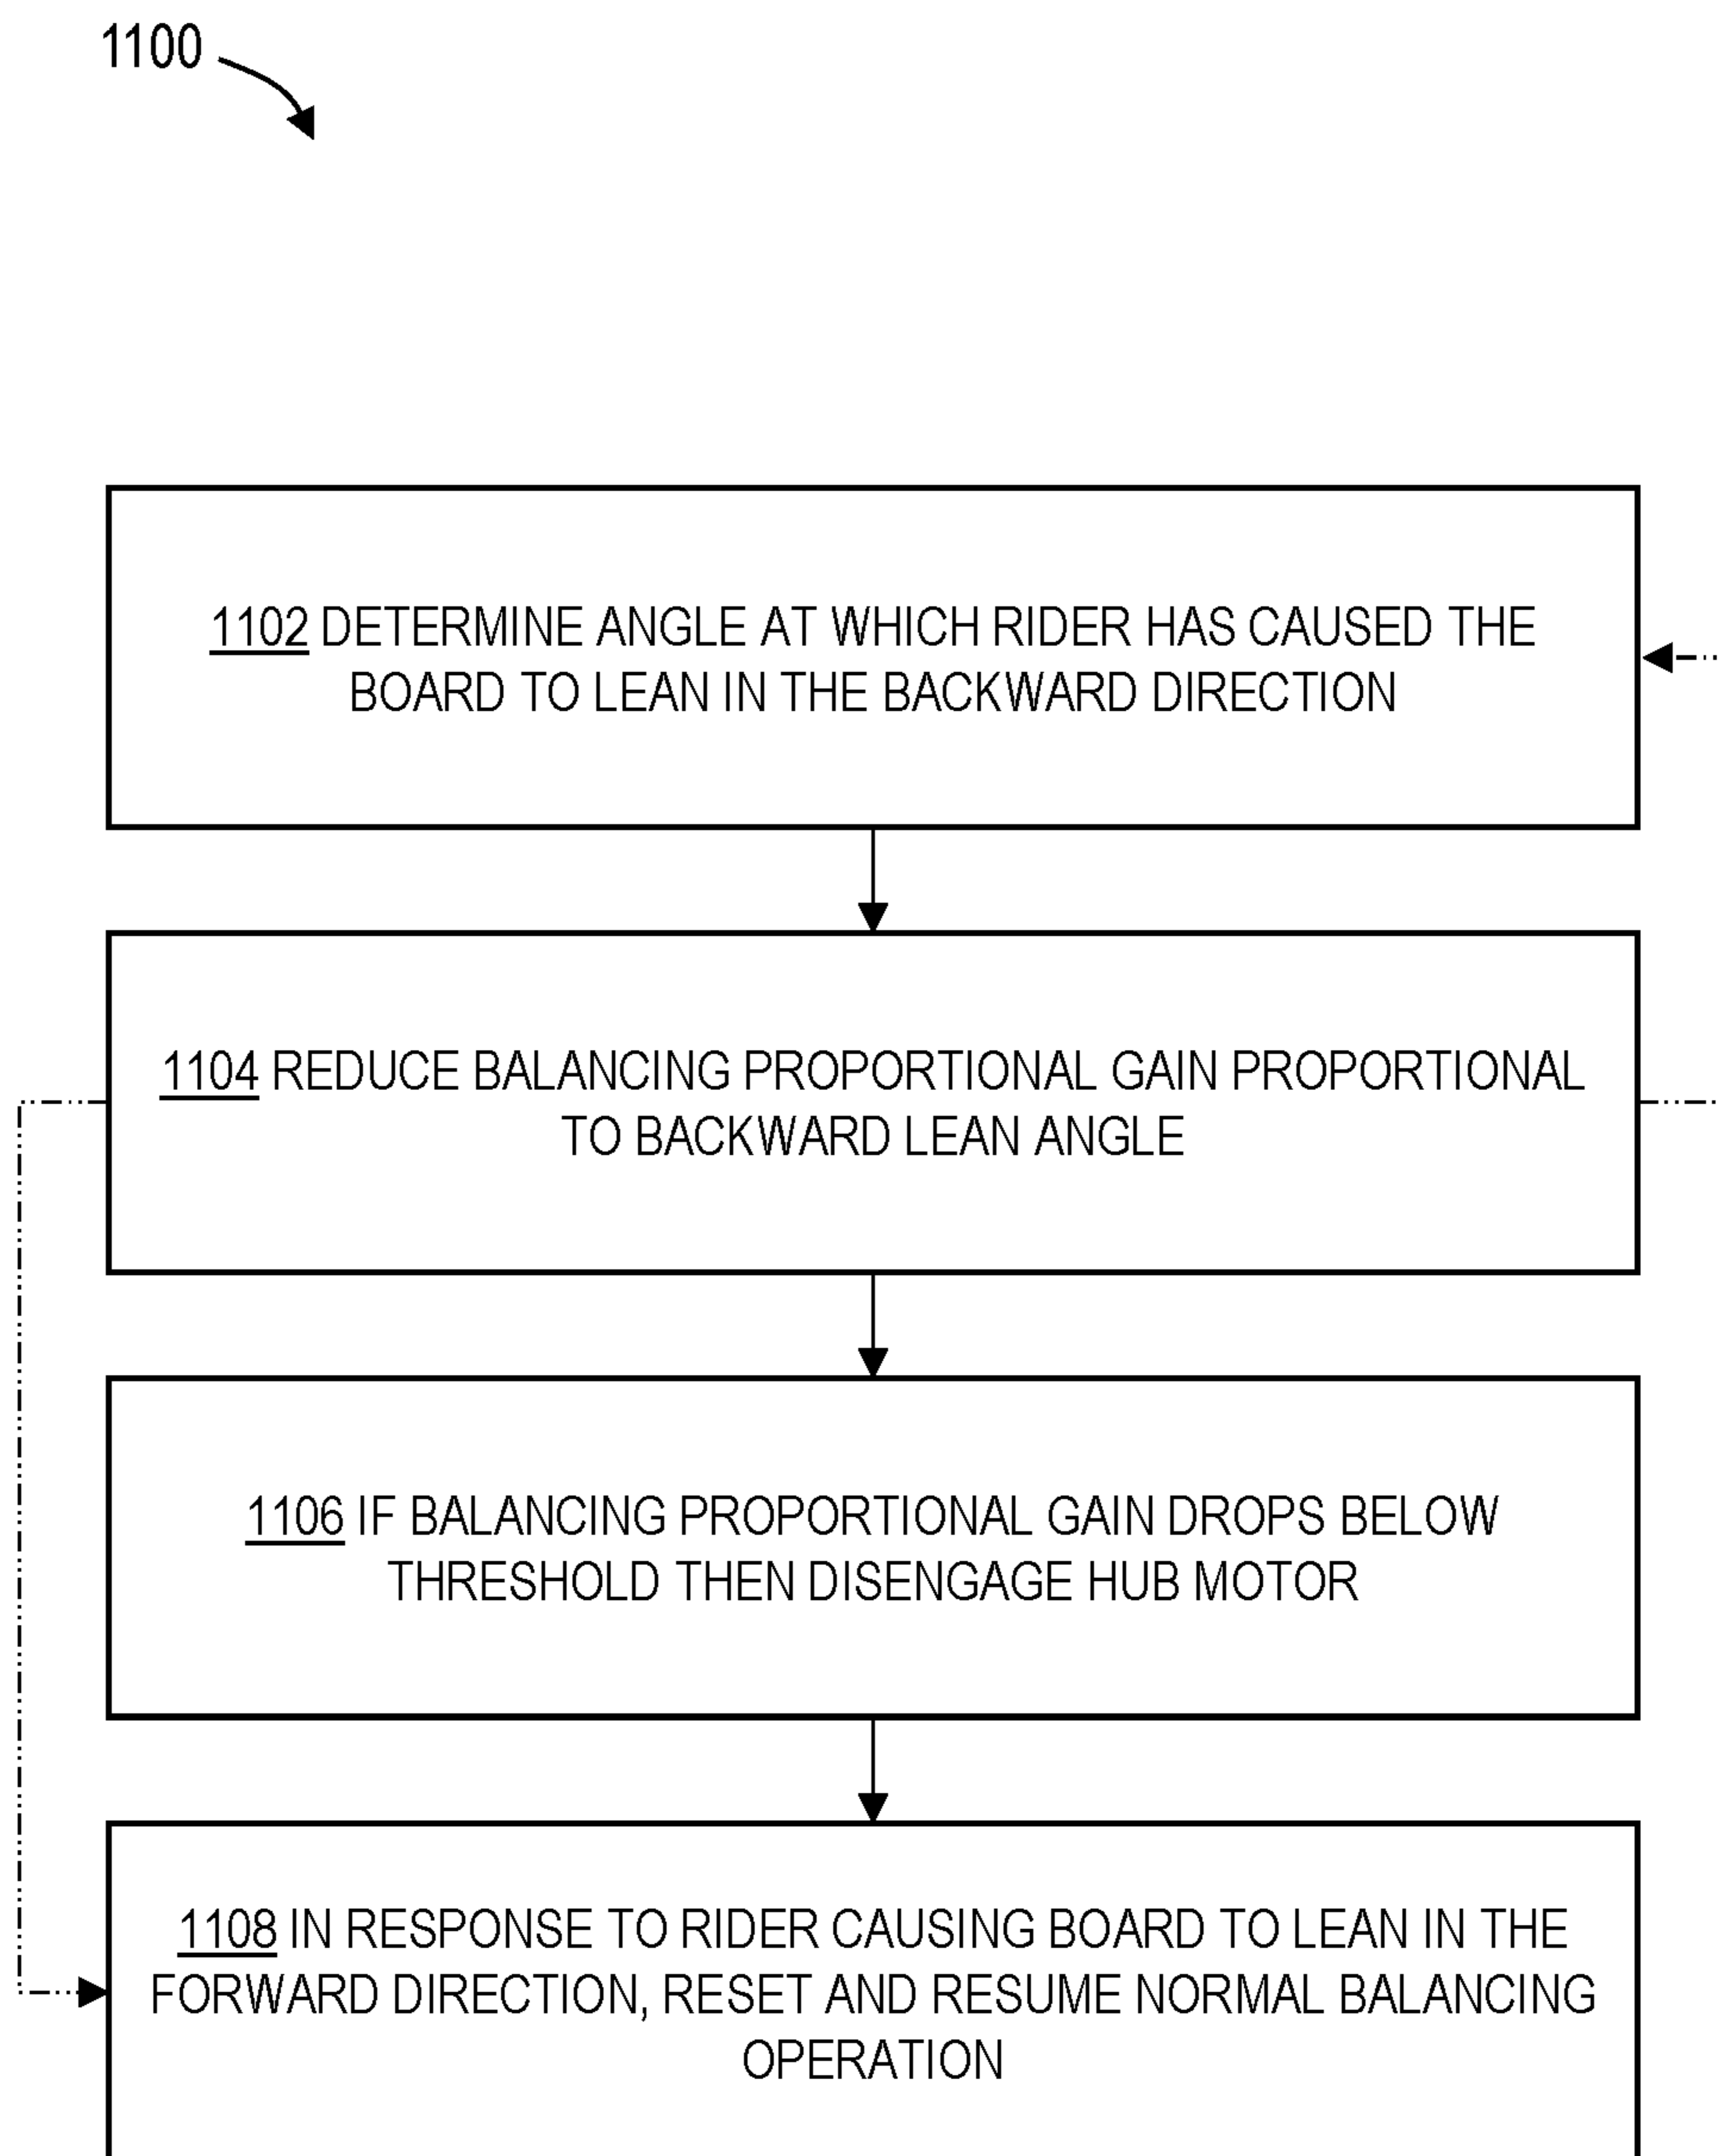 1100
1102 DETERMINE ANGLE AT WHICH RIDER HAS CAUSED THE
BOARD TO LEAN IN THE BACKWARD DIRECTION
1104 REDUCE BALANCING PROPORTIONAL GAIN PROPORTIONAL
TO BACKWARD LEAN ANGLE
1106 IF BALANCING PROPORTIONAL GAIN DROPS BELOW
THRESHOLD THEN DISENGAGE HUB MOTOR
1108 IN RESPONSE TO RIDER CAUSING BOARD TO LEAN IN THE
FORWARD DIRECTION, RESET AND RESUME NORMAL BALANCING
OPERATION